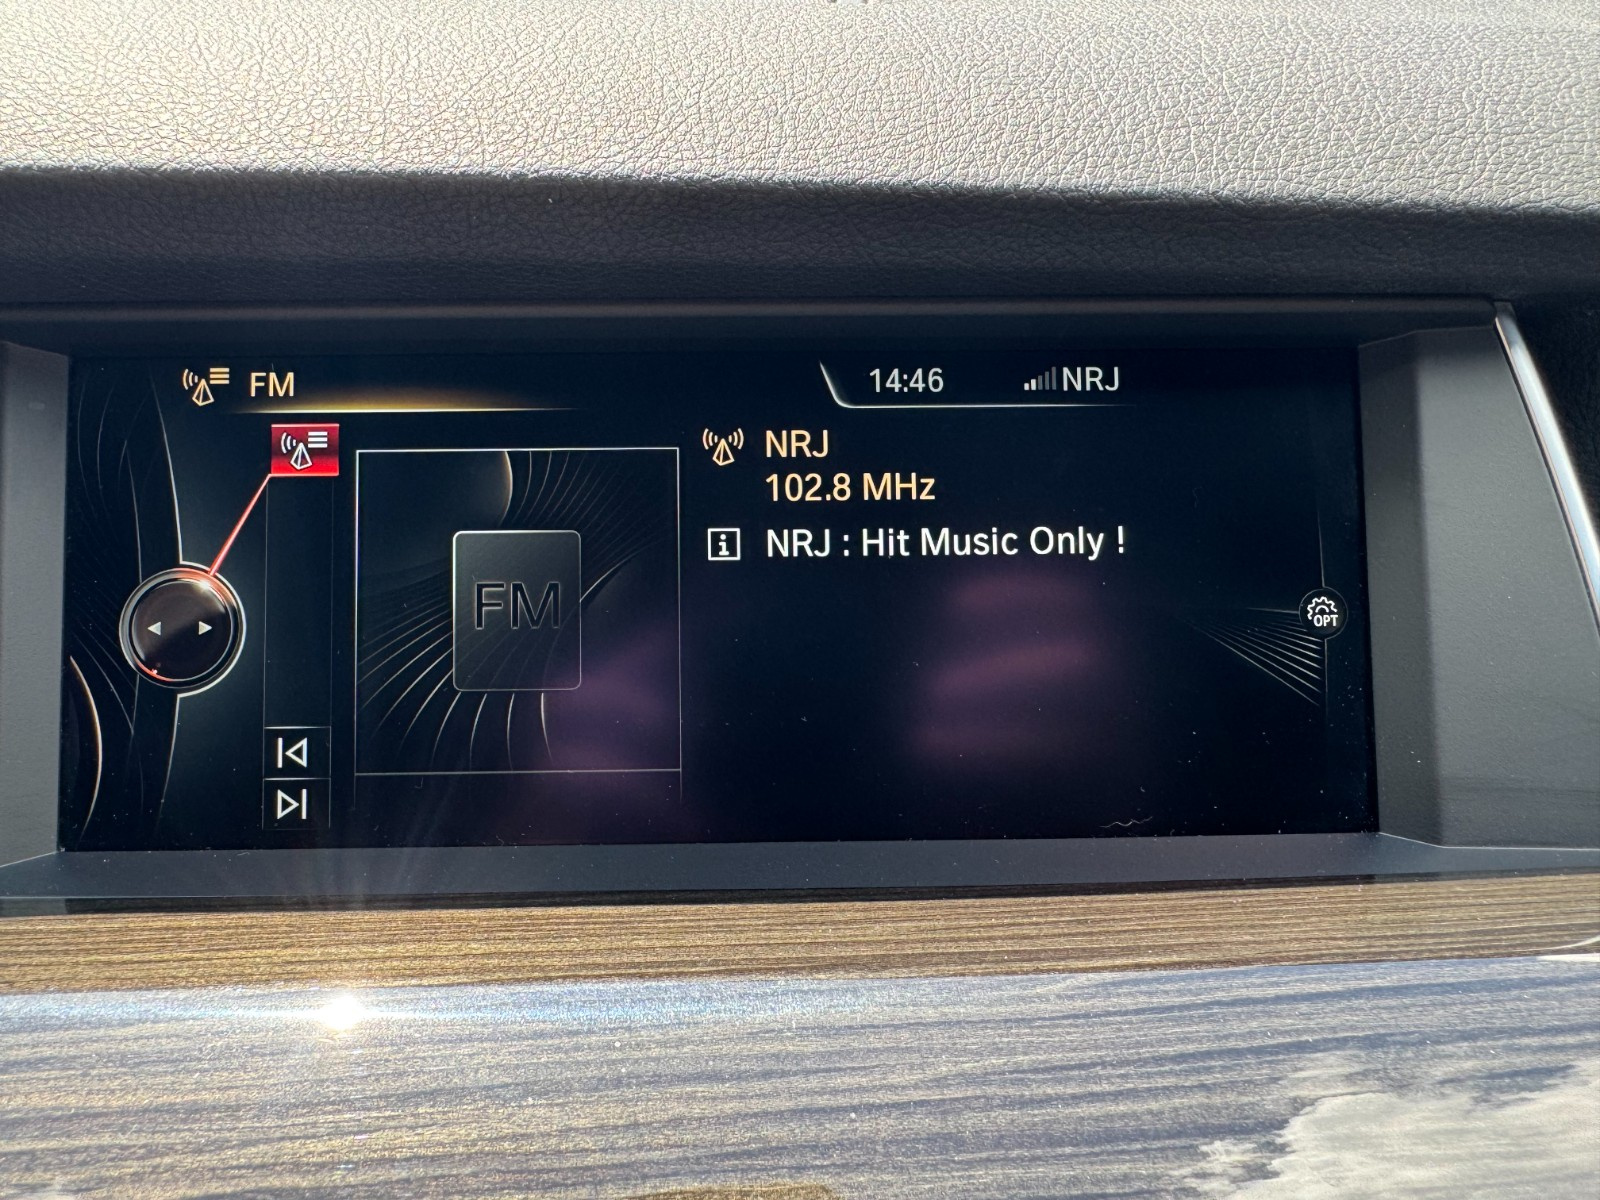 FM
14:46
NRJ
NRJ
102.8 MHz
NRJ : Hit Music Only !
FM
OPT